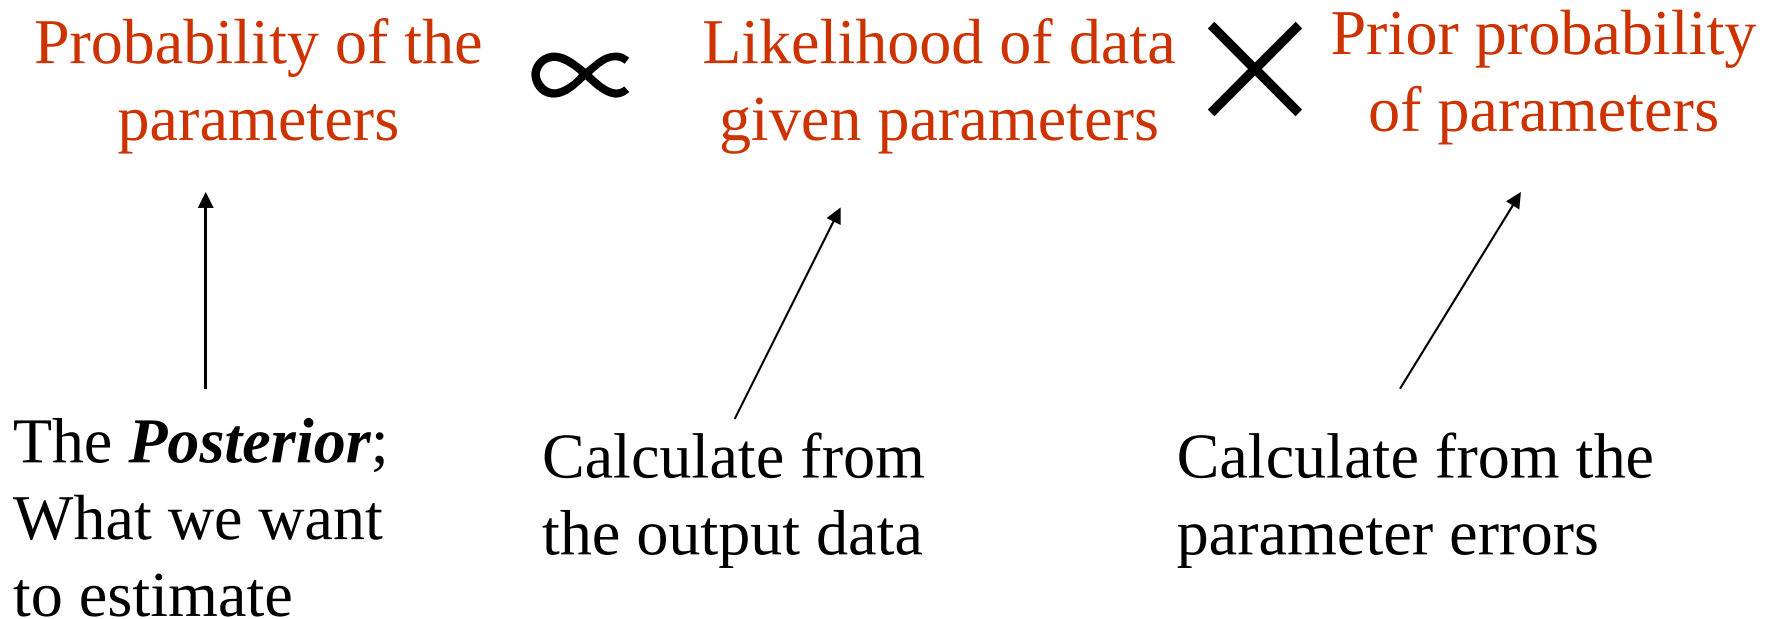 Probability of the
parameters
∝
Likelihood of data
given parameters
×
Prior probability
of parameters
The Posterior;
What we want
to estimate
Calculate from
the output data
Calculate from the
parameter errors